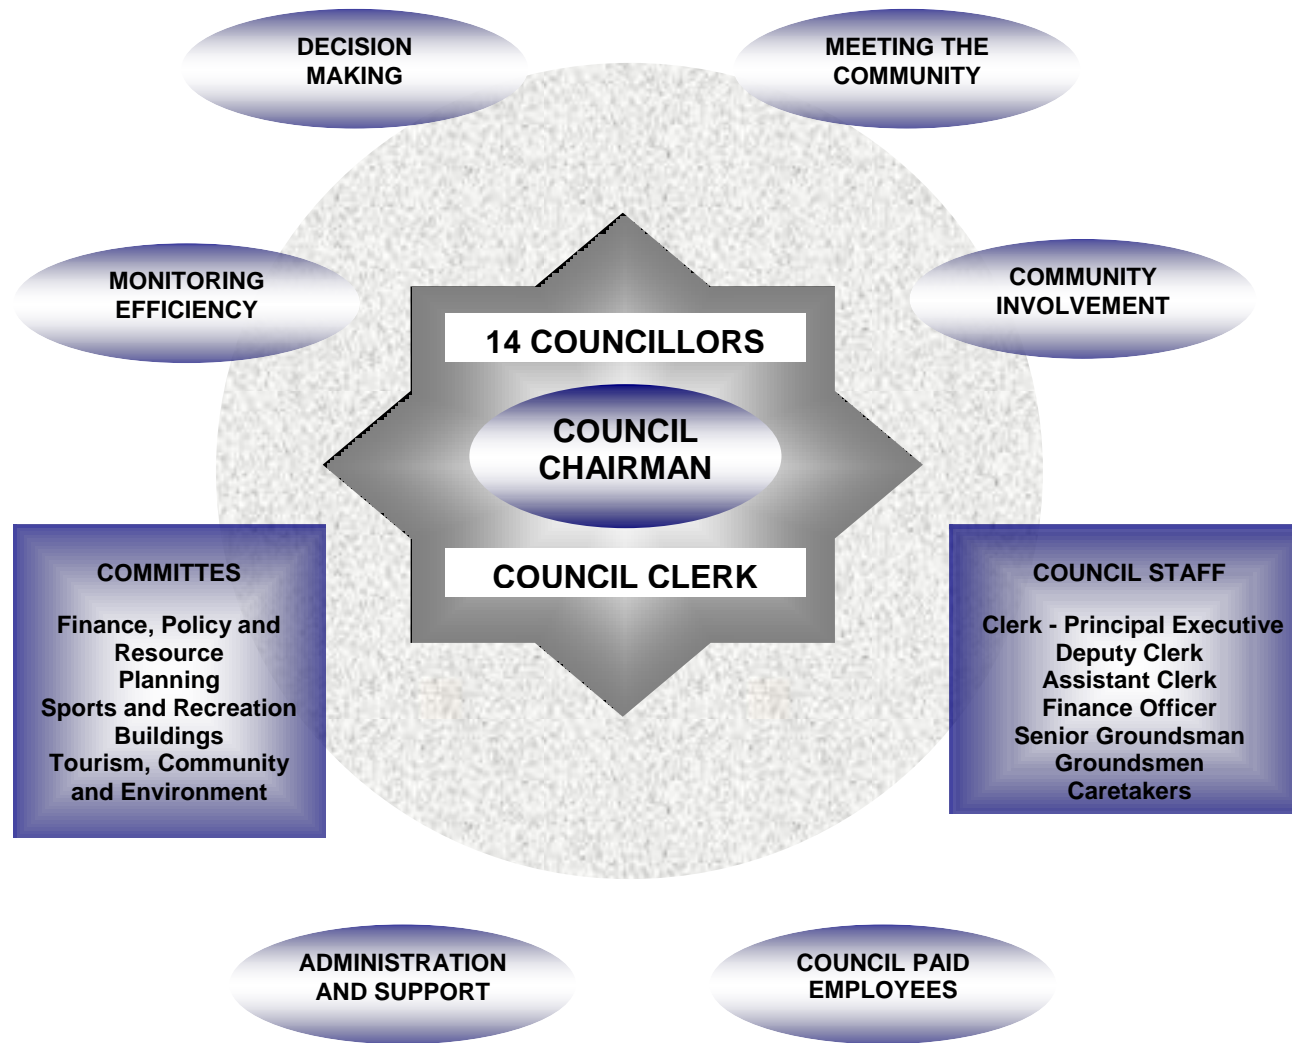 DECISION
MAKING
MEETING THE
COMMUNITY
MONITORING
EFFICIENCY
COMMUNITY
INVOLVEMENT
14 COUNCILLORS
COUNCIL
CHAIRMAN
COUNCIL CLERK
COMMITTES
Finance, Policy and
Resource
Planning
Sports and Recreation
Buildings
Tourism, Community
and Environment
COUNCIL STAFF
Clerk - Principal Executive
Deputy Clerk
Assistant Clerk
Finance Officer
Senior Groundsman
Groundsmen
Caretakers
ADMINISTRATION
AND SUPPORT
COUNCIL PAID
EMPLOYEES